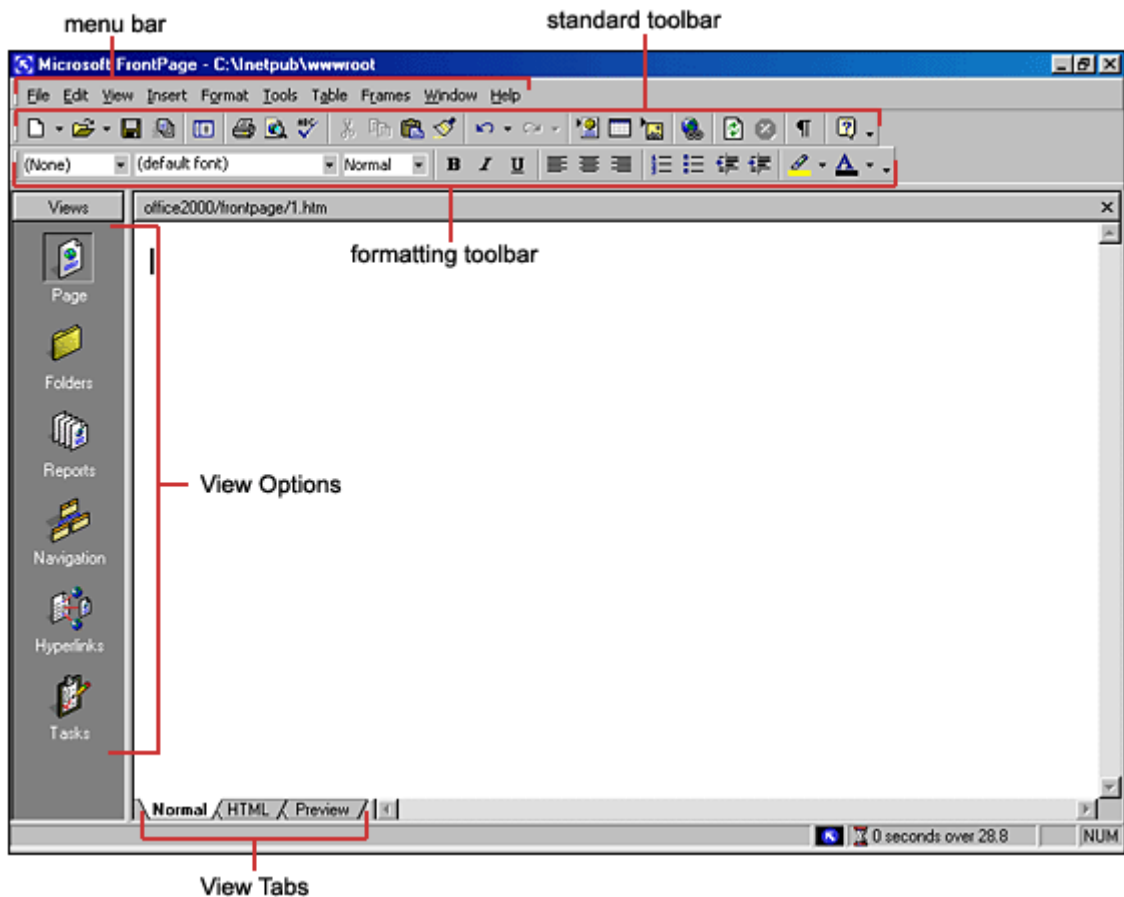 menu bar
standard toolbar
Microsoft FrontPage - C:\Inetpub\wwwroot
File Edit View Insert Format Tools Table Frames Window Help
(None) (default font) Normal B I U A
Views office2000/frontpage/1.htm
formatting toolbar
Page
Folders
Reports
View Options
Navigation
Hyperlinks
Tasks
Normal HTML Preview
0 seconds over 28.8 NUM
View Tabs